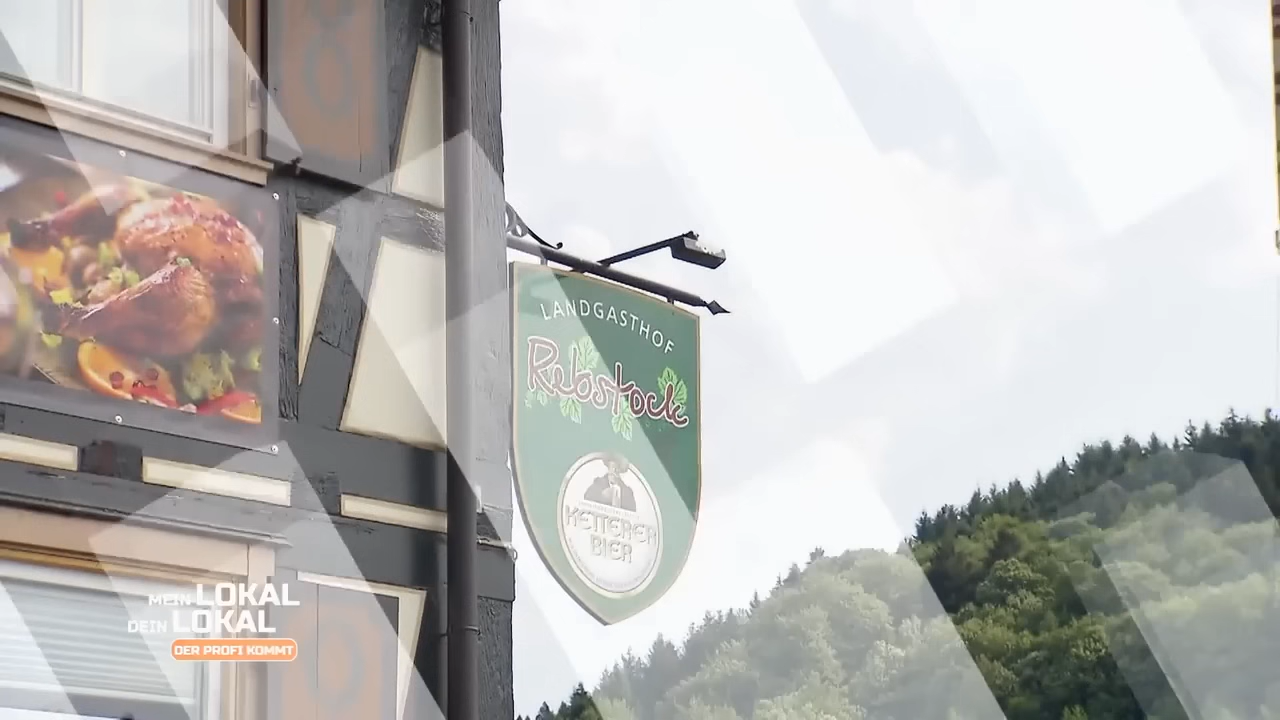 LANDGASTHOF
Rebstock
KETTERER
BIER
MEIN LOKAL
DEIN LOKAL
DER PROFI KOMMT